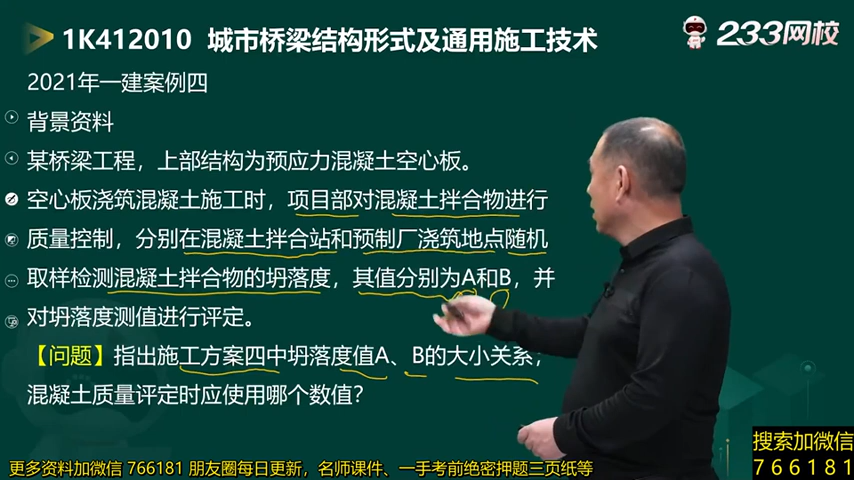 1K412010 城市桥梁结构形式及通用施工技术
233网校
2021年一建案例四
背景资料
某桥梁工程，上部结构为预应力混凝土空心板。
空心板浇筑混凝土施工时，项目部对混凝土拌合物进行
质量控制，分别在混凝土拌合站和预制厂浇筑地点随机
取样检测混凝土拌合物的坍落度，其值分别为A和B，并
对坍落度测值进行评定。
【问题】指出施工方案四中坍落度值A、B的大小关系；
混凝土质量评定时应使用哪个数值？
搜索加微信
766181
更多资料加微信 766181 朋友圈每日更新，名师课件、一手考前绝密押题三页纸等